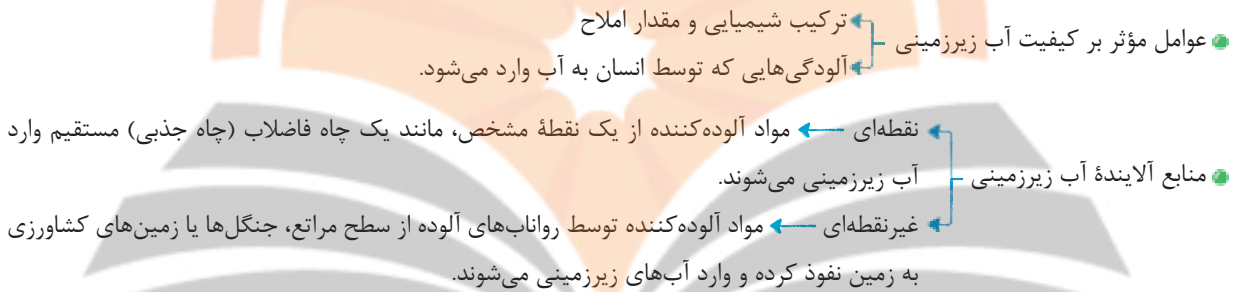 عوامل مؤثر بر کیفیت آب زیرزمینی
ترکیب شیمیایی و مقدار املاح
آلودگی‌هایی که توسط انسان به آب وارد می‌شود.
منابع آلایندهٔ آب زیرزمینی
نقطه‌ای ← مواد آلوده‌کننده از یک نقطهٔ مشخص، مانند یک چاه فاضلاب (چاه جذبی) مستقیم وارد
آب زیرزمینی می‌شوند.
غیرنقطه‌ای ← مواد آلوده‌کننده توسط رواناب‌های آلوده از سطح مراتع، جنگل‌ها یا زمین‌های کشاورزی
به زمین نفوذ کرده و وارد آب‌های زیرزمینی می‌شوند.